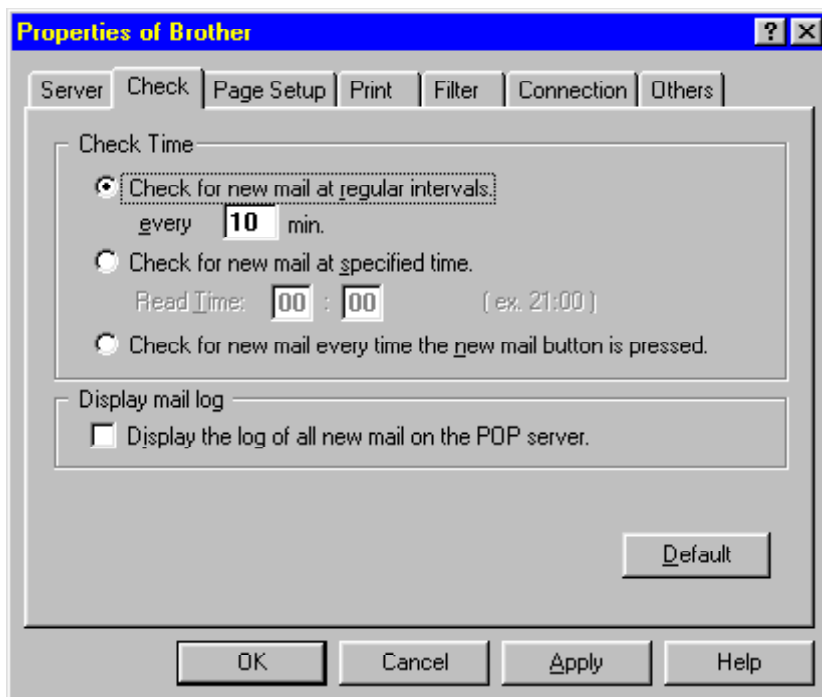 Properties of Brother
Server Check Page Setup Print Filter Connection Others
Check Time
Check for new mail at regular intervals.
every 10 min.
Check for new mail at specified time.
Read Time: 00 : 00 ( ex. 21:00 )
Check for new mail every time the new mail button is pressed.
Display mail log
Display the log of all new mail on the POP server.
Default
OK Cancel Apply Help